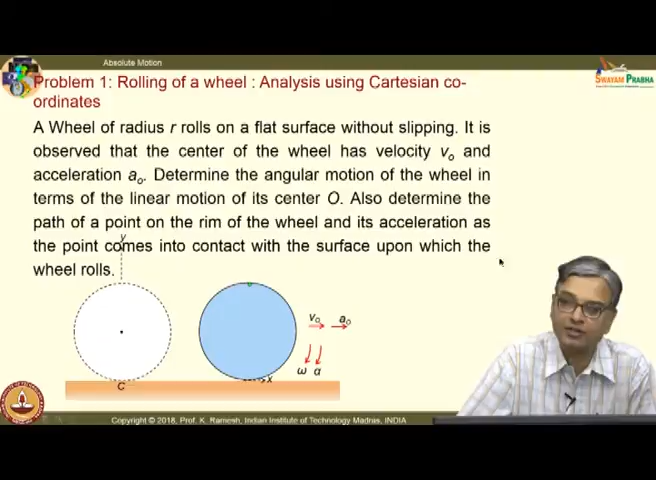 Absolute Motion
SWAYAM PRABHA
Problem 1: Rolling of a wheel : Analysis using Cartesian co-
ordinates
A Wheel of radius r rolls on a flat surface without slipping. It is
observed that the center of the wheel has velocity vo and
acceleration ao. Determine the angular motion of the wheel in
terms of the linear motion of its center O. Also determine the
path of a point on the rim of the wheel and its acceleration as
the point comes into contact with the surface upon which the
wheel rolls.
y
vo ao
ω α
x
C
Copyright © 2018, Prof. K. Ramesh, Indian Institute of Technology Madras, INDIA